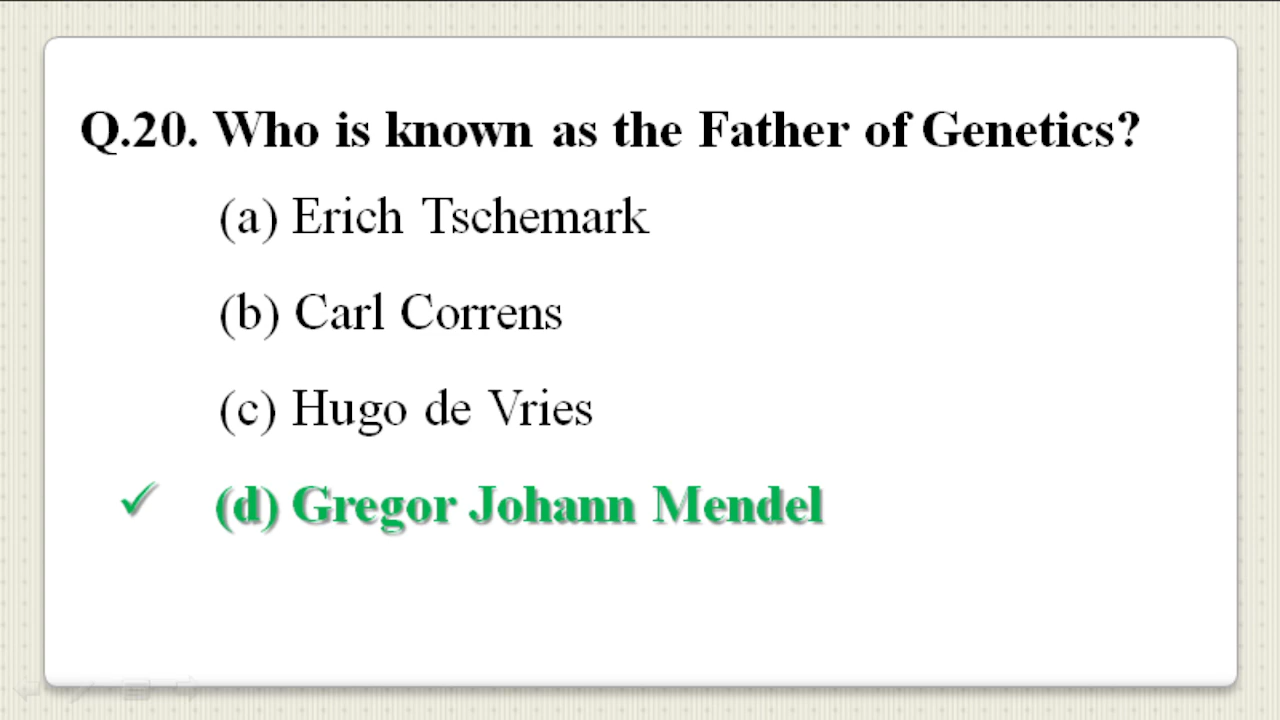 Q.20. Who is known as the Father of Genetics?
(a) Erich Tschemark
(b) Carl Correns
(c) Hugo de Vries
✓ (d) Gregor Johann Mendel